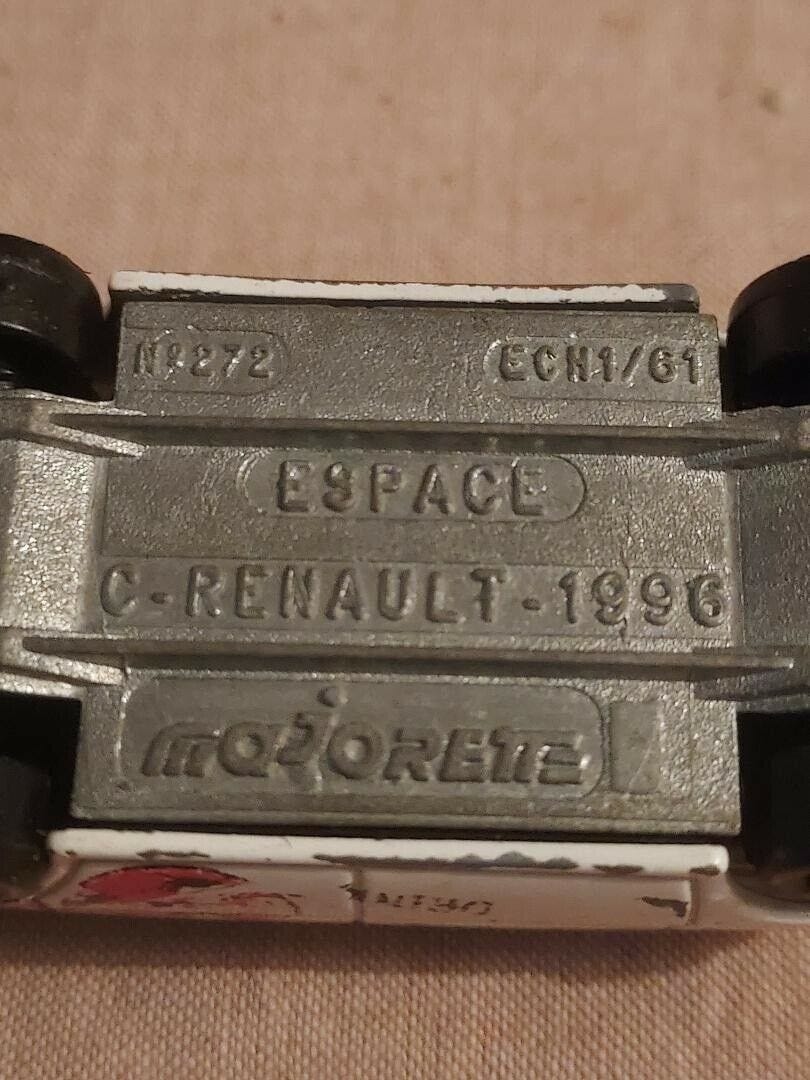 Nº272
ECH1/61
ESPACE
C-RENAULT-1996
majORETTE